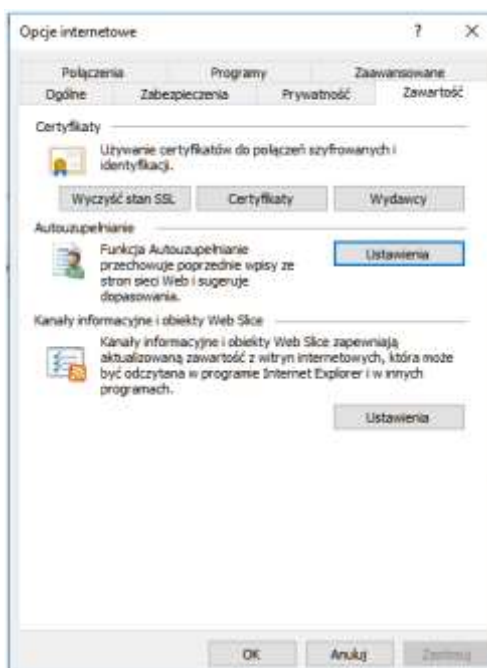 Opcje internetowe ? ×
Połączenia Programy Zaawansowane
Ogólne Zabezpieczenia Prywatność Zawartość
Certyfikaty
Używanie certyfikatów do połączeń szyfrowanych i
identyfikacji.
Wyczyść stan SSL Certyfikaty Wydawcy
Autouzupełnianie
Funkcja Autouzupełnianie
przechowuje poprzednie wpisy ze
stron sieci Web i sugeruje
dopasowania.
Ustawienia
Kanały informacyjne i obiekty Web Slice
Kanały informacyjne i obiekty Web Slice zapewniają
aktualizowaną zawartość z witryn internetowych, która może
być odczytana w programie Internet Explorer i w innych
programach.
Ustawienia
OK Anuluj Zastosuj